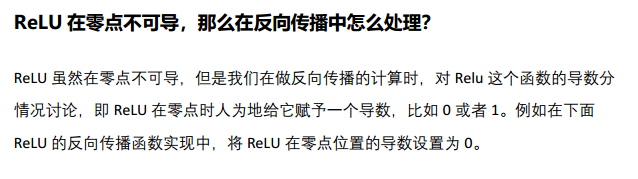 ReLU 在零点不可导，那么在反向传播中怎么处理？
ReLU 虽然在零点不可导，但是我们在做反向传播的计算时，对 Relu 这个函数的导数分
情况讨论，即 ReLU 在零点时人为地给它赋予一个导数，比如 0 或者 1。例如在下面
ReLU 的反向传播函数实现中，将 ReLU 在零点位置的导数设置为 0。